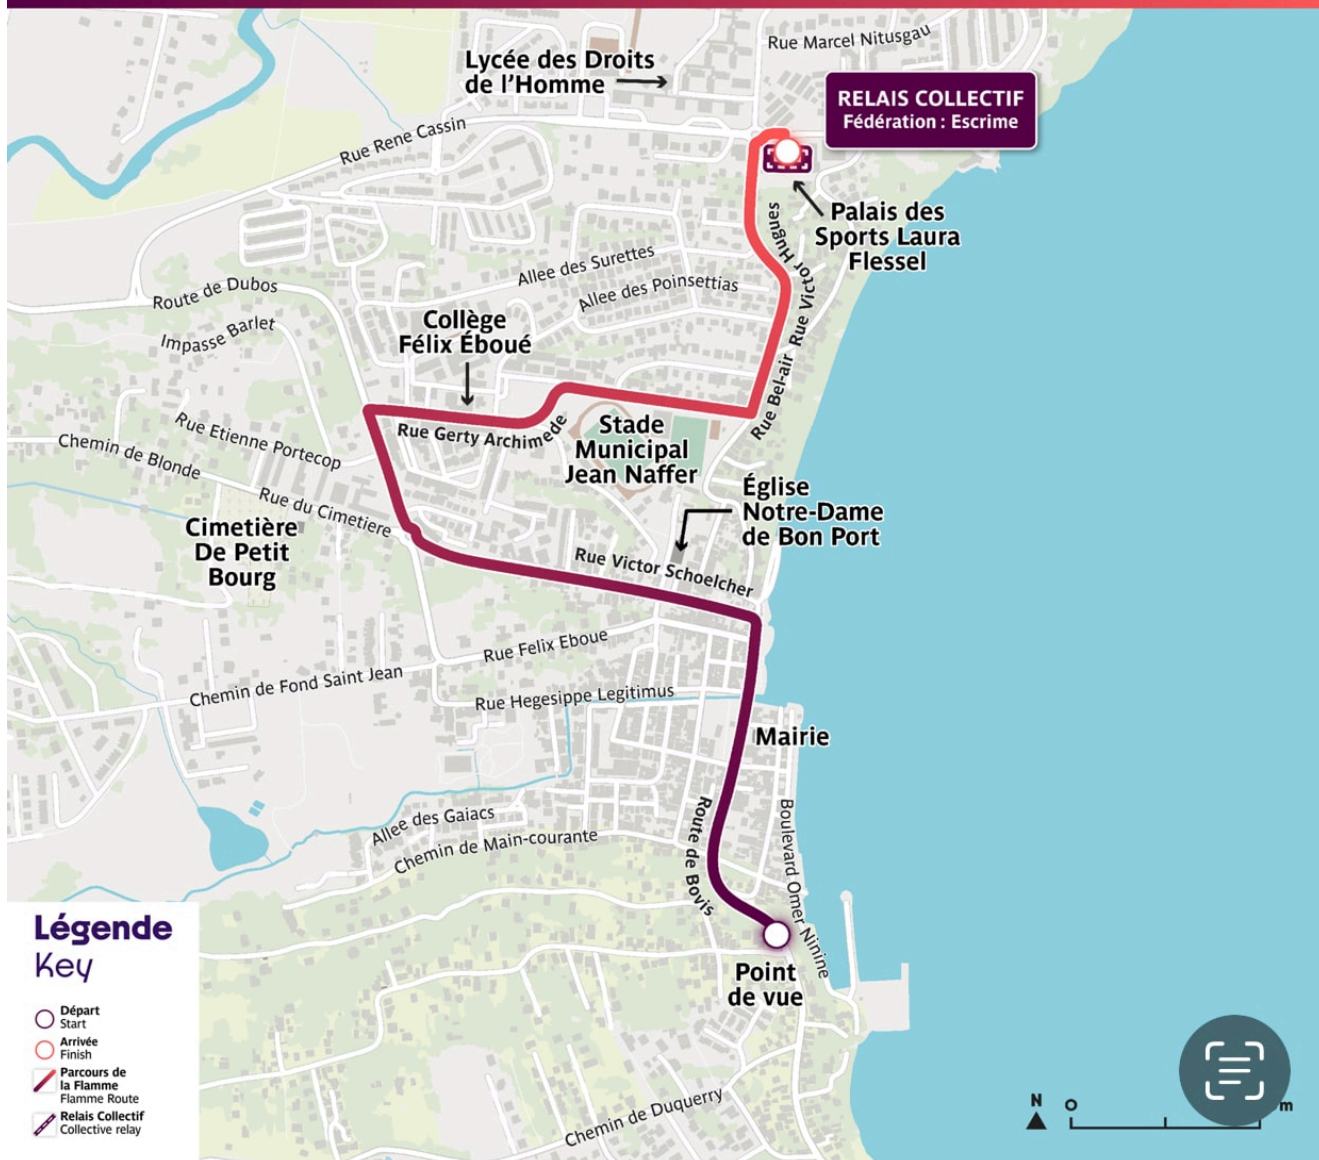 Rue Marcel Nitusgau
Lycée des Droits
de l'Homme
RELAIS COLLECTIF
Fédération : Escrime
Rue Rene Cassin
Palais des
Sports Laura
Flessel
Rue Victor Hugues
Allee des Surettes
Allee des Poinsettias
Route de Dubos
Impasse Barlet
Collège
Félix Éboué
Rue Bel-air
Rue Gerty Archimede
Stade
Municipal
Jean Naffer
Rue Etienne Portecop
Chemin de Blonde
Rue du Cimetiere
Église
Notre-Dame
de Bon Port
Cimetière
De Petit
Bourg
Rue Victor Schoelcher
Rue Felix Eboue
Chemin de Fond Saint Jean
Rue Hegesippe Legitimus
Mairie
Route de Bovis
Boulevard Omer Ninine
Allee des Gaiacs
Chemin de Main-courante
Point
de vue
Chemin de Duquerry
Légende
Key
Départ
Start
Arrivée
Finish
Parcours de
la Flamme
Flamme Route
Relais Collectif
Collective relay
N
0
m